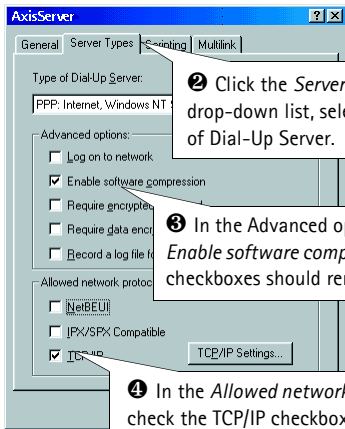 AxisServer
General Server Types Scripting Multilink
Type of Dial-Up Server:
PPP: Internet, Windows NT
❷ Click the Server
drop-down list, sele
of Dial-Up Server.
Advanced options:
Log on to network
Enable software compression
Require encrypted
Require data encr
Record a log file fo
❸ In the Advanced op
Enable software comp
checkboxes should re
Allowed network protoc
NetBEUI
IPX/SPX Compatible
TCP/IP
TCP/IP Settings...
❹ In the Allowed network
check the TCP/IP checkbox